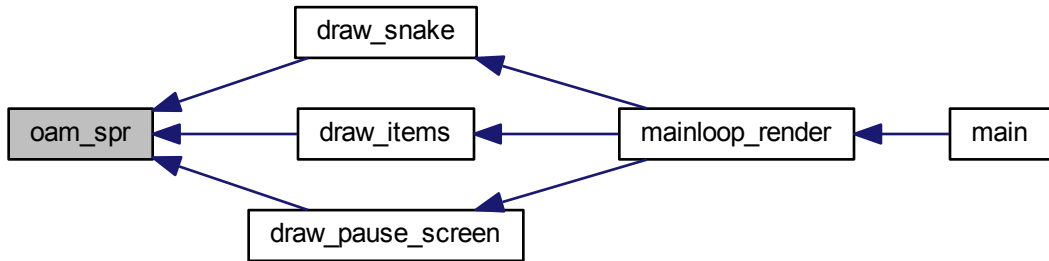 draw_snake
oam_spr
draw_items
mainloop_render
main
draw_pause_screen